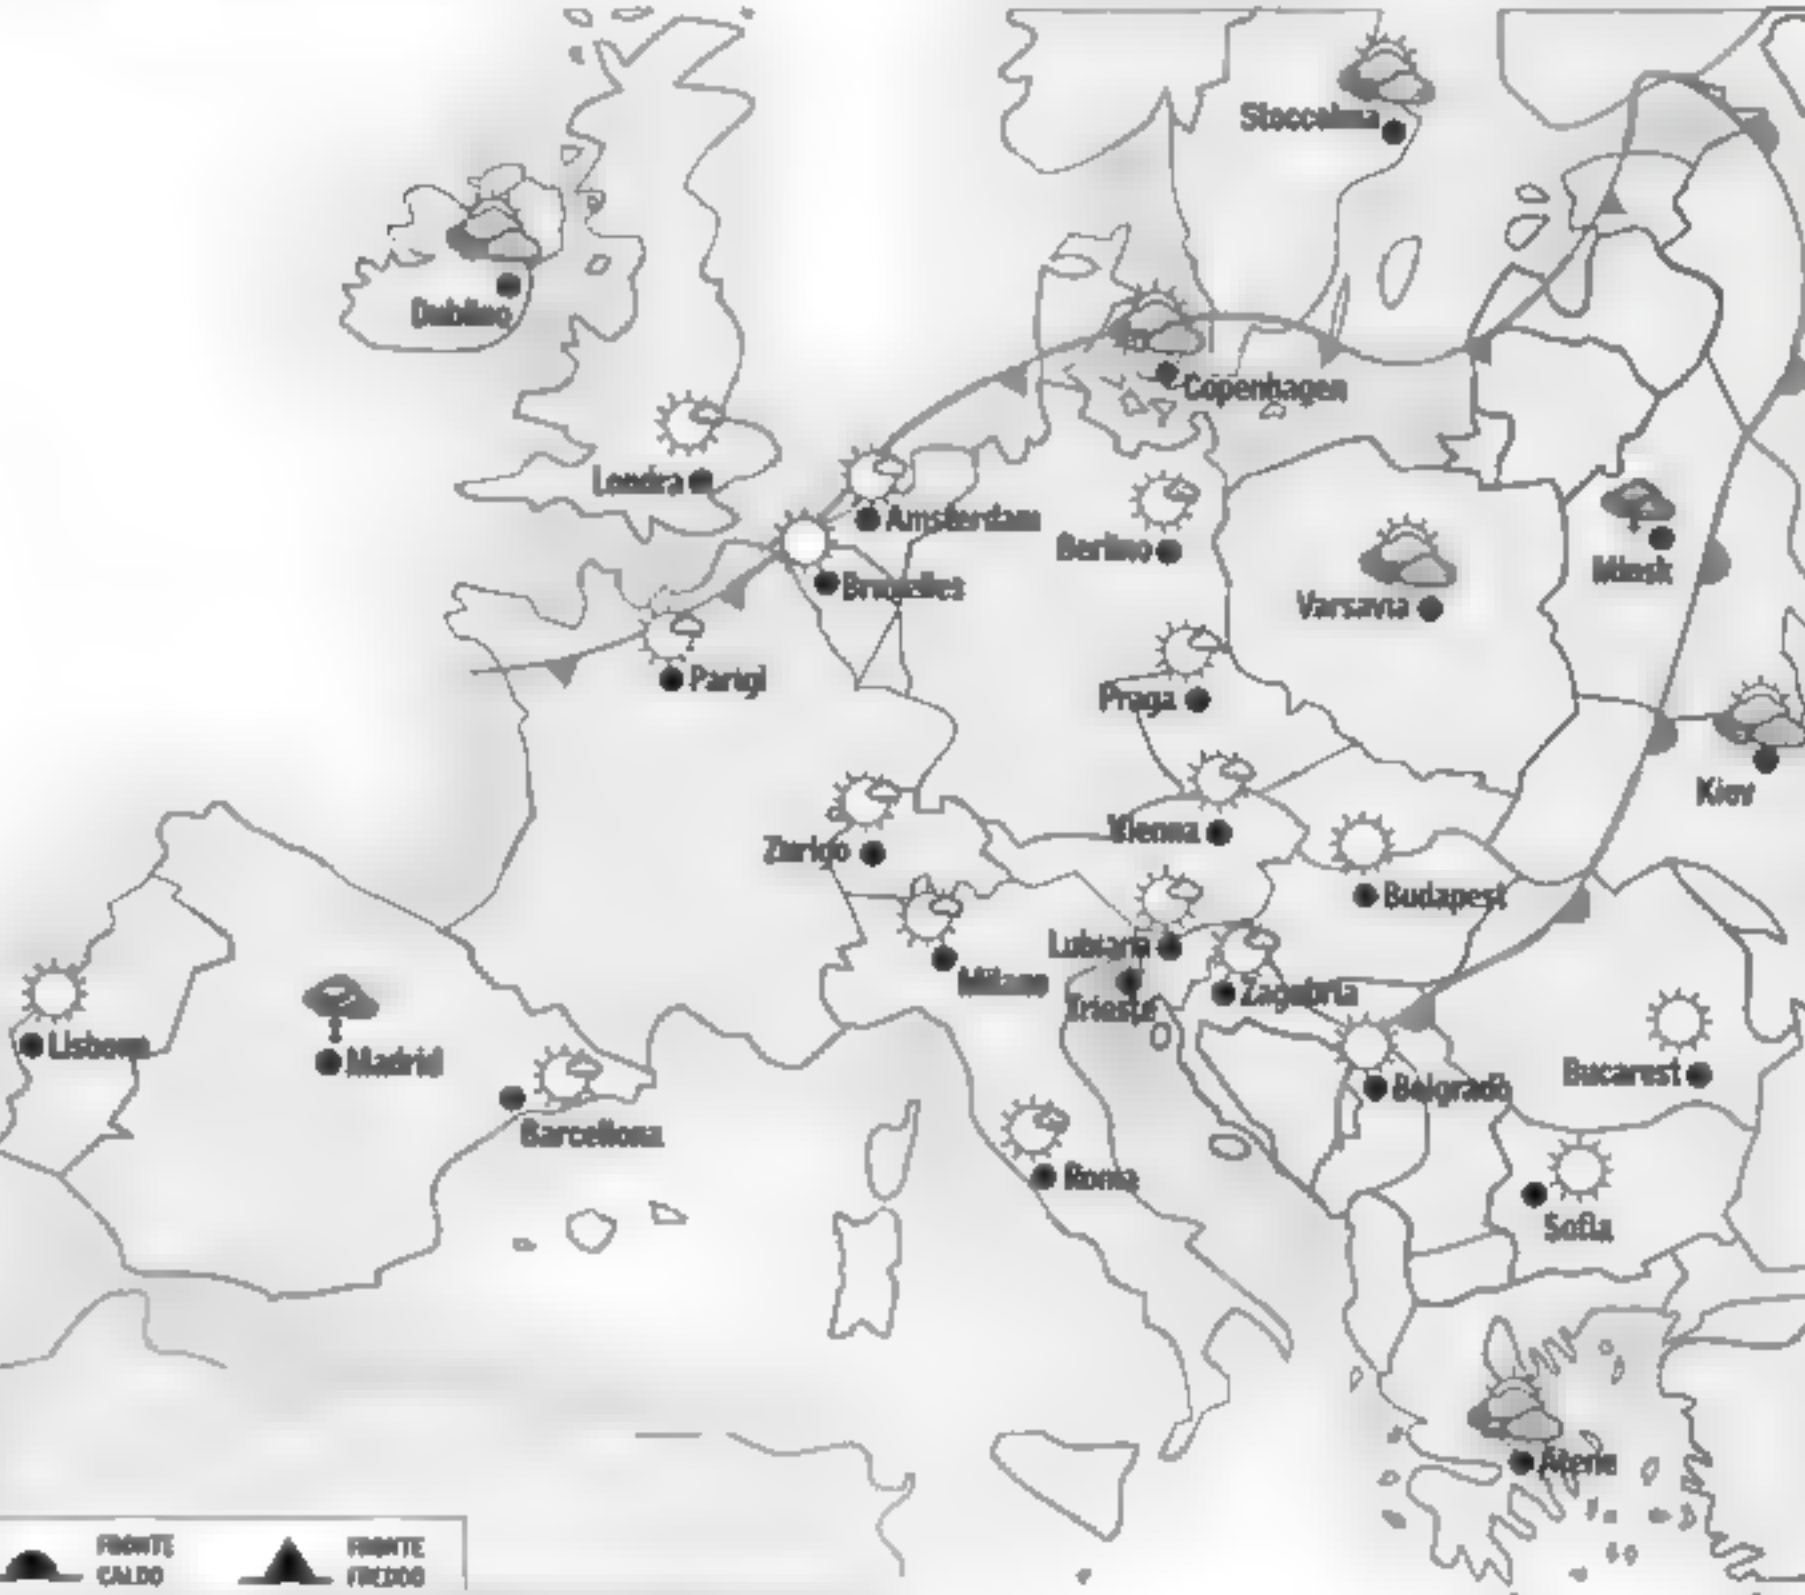 Stoccolma
Dublino
Copenhagen
Londra
Amsterdam
Berlino
Bruxelles
Minsk
Varsavia
Parigi
Praga
Kiev
Vienna
Zurigo
Budapest
Lubiana
Milano
Zagabria
Trieste
Lisbona
Madrid
Bucarest
Belgrado
Barcellona
Roma
Sofia
Atene
FRONTE
CALDO
FRONTE
FREDDO